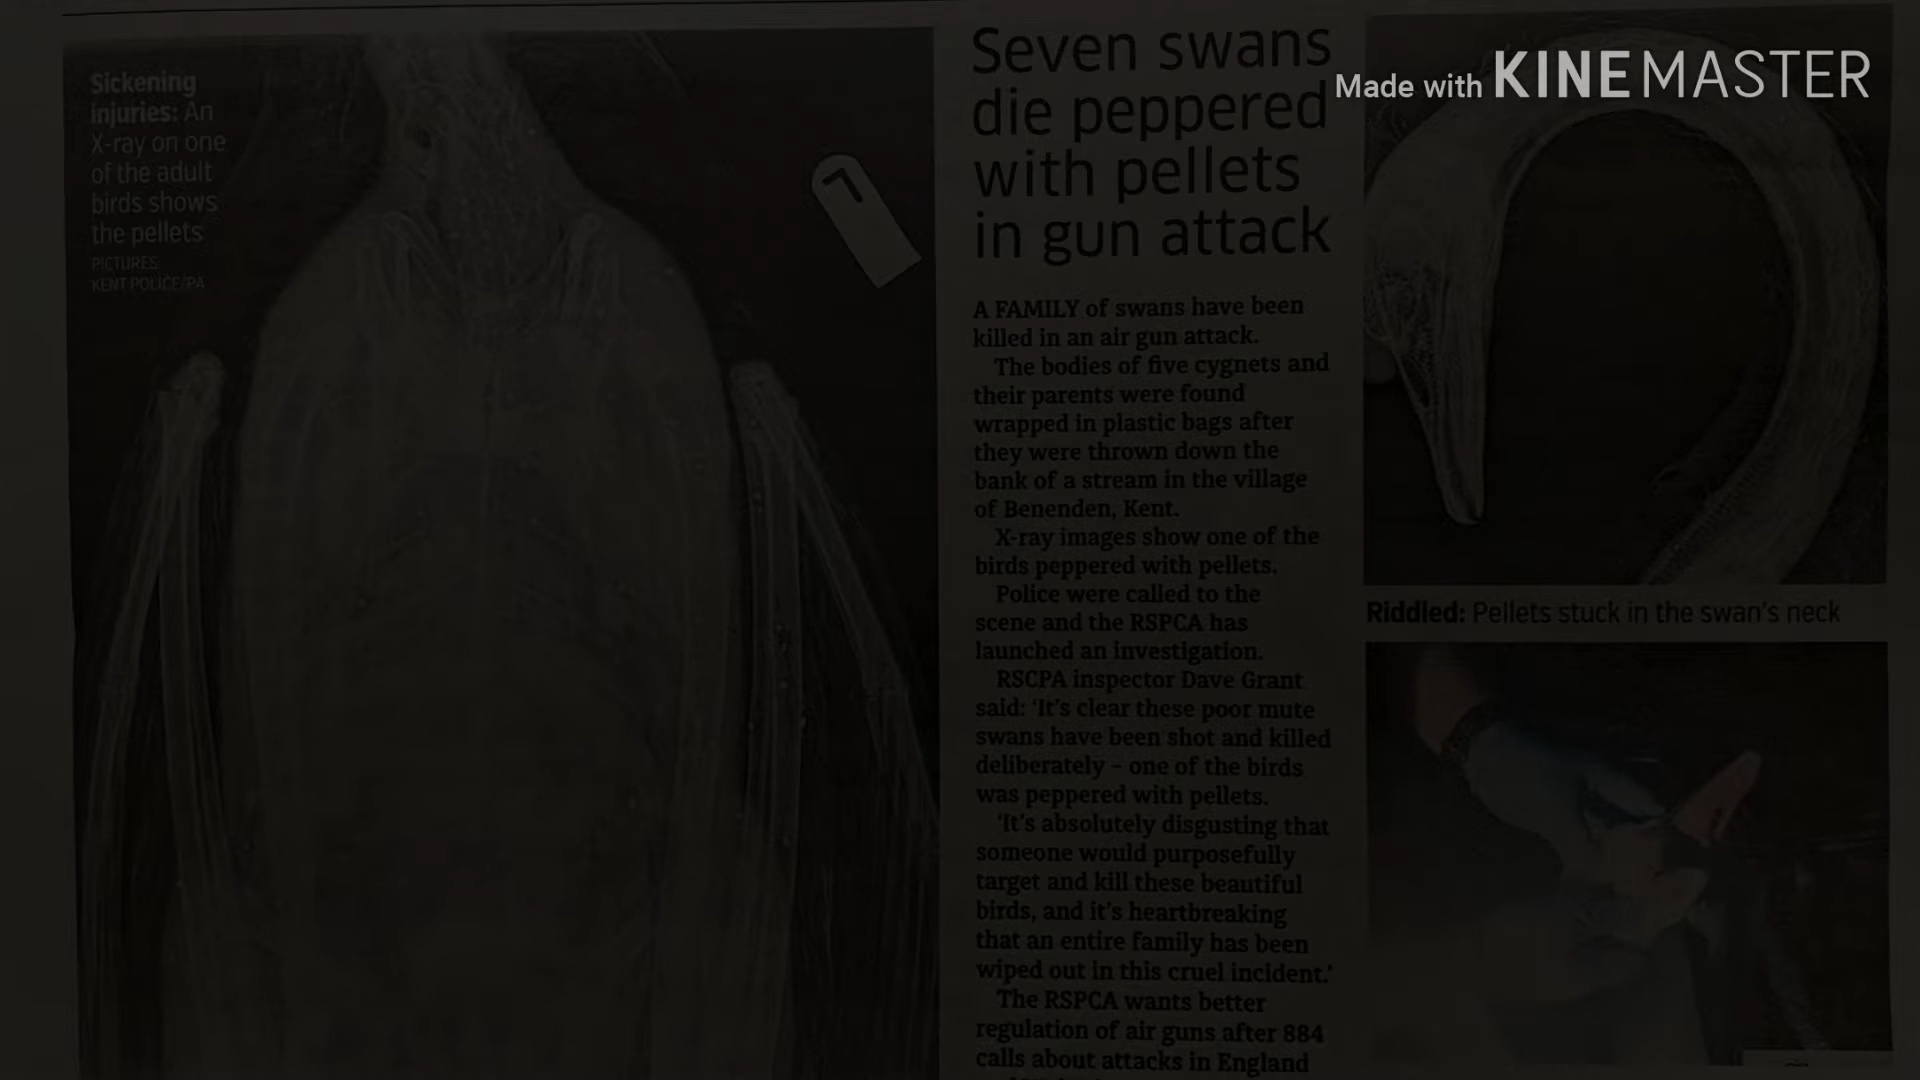 Sickening
injuries: An
X-ray on one
of the adult
birds shows
the pellets
PICTURES:
KENT POLICE/PA
Seven swans
die peppered
with pellets
in gun attack
A FAMILY of swans have been
killed in an air gun attack.
The bodies of five cygnets and
their parents were found
wrapped in plastic bags after
they were thrown down the
bank of a stream in the village
of Benenden, Kent.
X-ray images show one of the
birds peppered with pellets.
Police were called to the
scene and the RSPCA has
launched an investigation.
RSCPA inspector Dave Grant
said: ‘It’s clear these poor mute
swans have been shot and killed
deliberately – one of the birds
was peppered with pellets.
‘It’s absolutely disgusting that
someone would purposefully
target and kill these beautiful
birds, and it’s heartbreaking
that an entire family has been
wiped out in this cruel incident.’
The RSPCA wants better
regulation of air guns after 884
calls about attacks in England
Made with KINEMASTER
Riddled: Pellets stuck in the swan’s neck